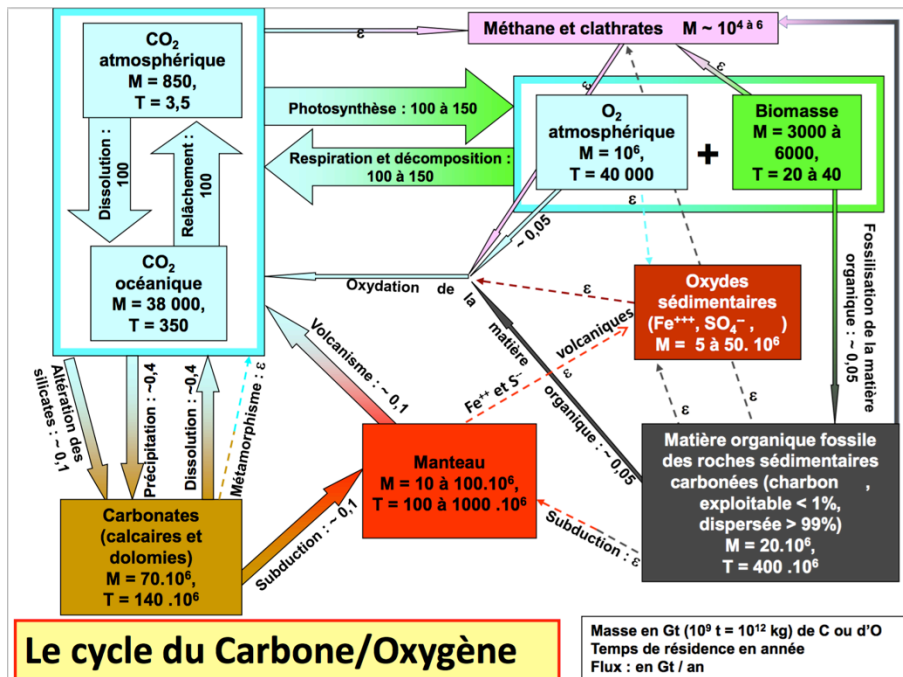 CO₂
atmosphérique
M = 850,
T = 3,5
Dissolution :
100
Relâchement :
100
CO₂
océanique
M = 38 000,
T = 350
ε
Méthane et clathrates M ~ 10⁴ ᵃ̀ ⁶
Photosynthèse : 100 à 150
Respiration et décomposition :
100 à 150
ε
ε
O₂
atmosphérique
M = 10⁶,
T = 40 000
+
Biomasse
M = 3000 à
6000,
T = 20 à 40
ε
~ 0,05
Oxydation de la matière organique : ~ 0,05
ε
ε
Oxydes
sédimentaires
(Fe⁺⁺⁺, SO₄⁻ , )
M = 5 à 50. 10⁶
Fossilisation de la matière
organique : ~ 0,05
Altération des
silicates : ~ 0,1
Précipitation : ~0,4
Dissolution : ~0,4
Métamorphisme : ε
Volcanisme : ~ 0,1
Fe⁺⁺ et S⁻ volcaniques
ε
ε
Carbonates
(calcaires et
dolomies)
M = 70.10⁶,
T = 140 .10⁶
Subduction : ~ 0,1
Manteau
M = 10 à 100.10⁶,
T = 100 à 1000 .10⁶
Subduction : ε
Matière organique fossile
des roches sédimentaires
carbonées (charbon ,
exploitable < 1%,
dispersée > 99%)
M = 20.10⁶,
T = 400 .10⁶
Le cycle du Carbone/Oxygène
Masse en Gt (10⁹ t = 10¹² kg) de C ou d’O
Temps de résidence en année
Flux : en Gt / an